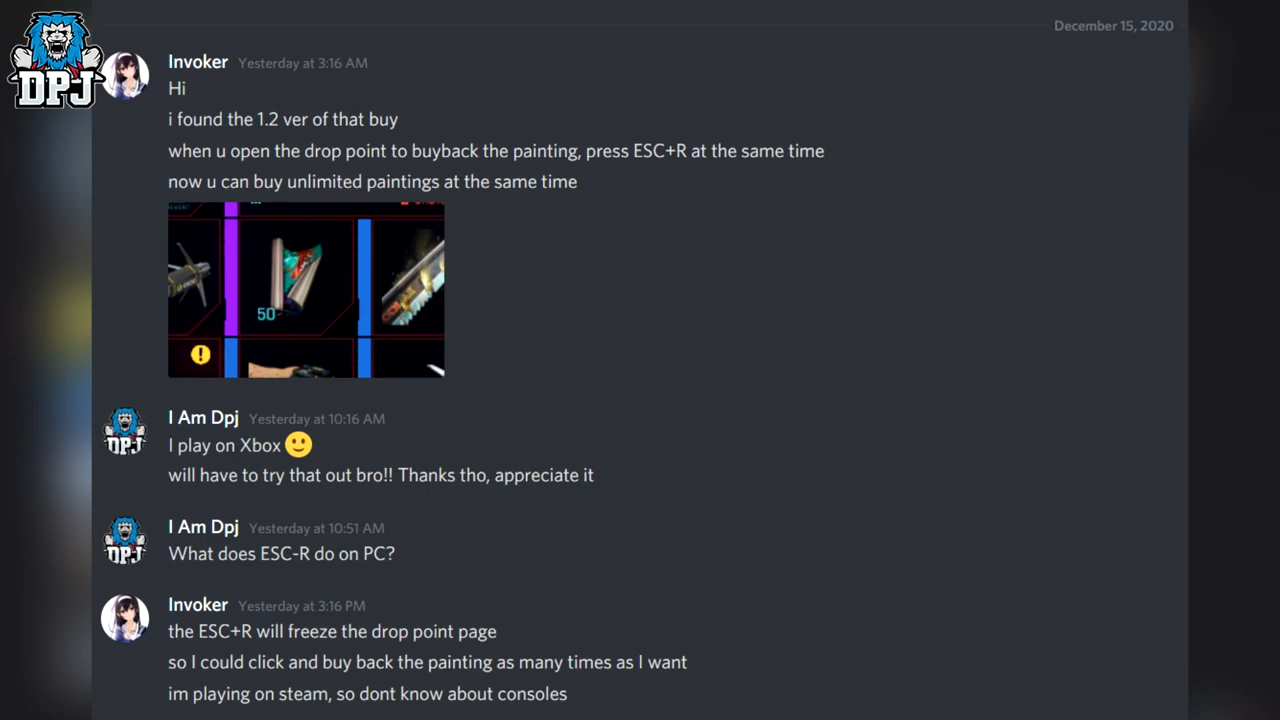 December 15, 2020
DPJ
Invoker Yesterday at 3:16 AM
Hi
i found the 1.2 ver of that buy
when u open the drop point to buyback the painting, press ESC+R at the same time
now u can buy unlimited paintings at the same time
50
!
I Am Dpj Yesterday at 10:16 AM
DPJ
I play on Xbox 🙂
will have to try that out bro!! Thanks tho, appreciate it
I Am Dpj Yesterday at 10:51 AM
DPJ
What does ESC-R do on PC?
Invoker Yesterday at 3:16 PM
the ESC+R will freeze the drop point page
so I could click and buy back the painting as many times as I want
im playing on steam, so dont know about consoles